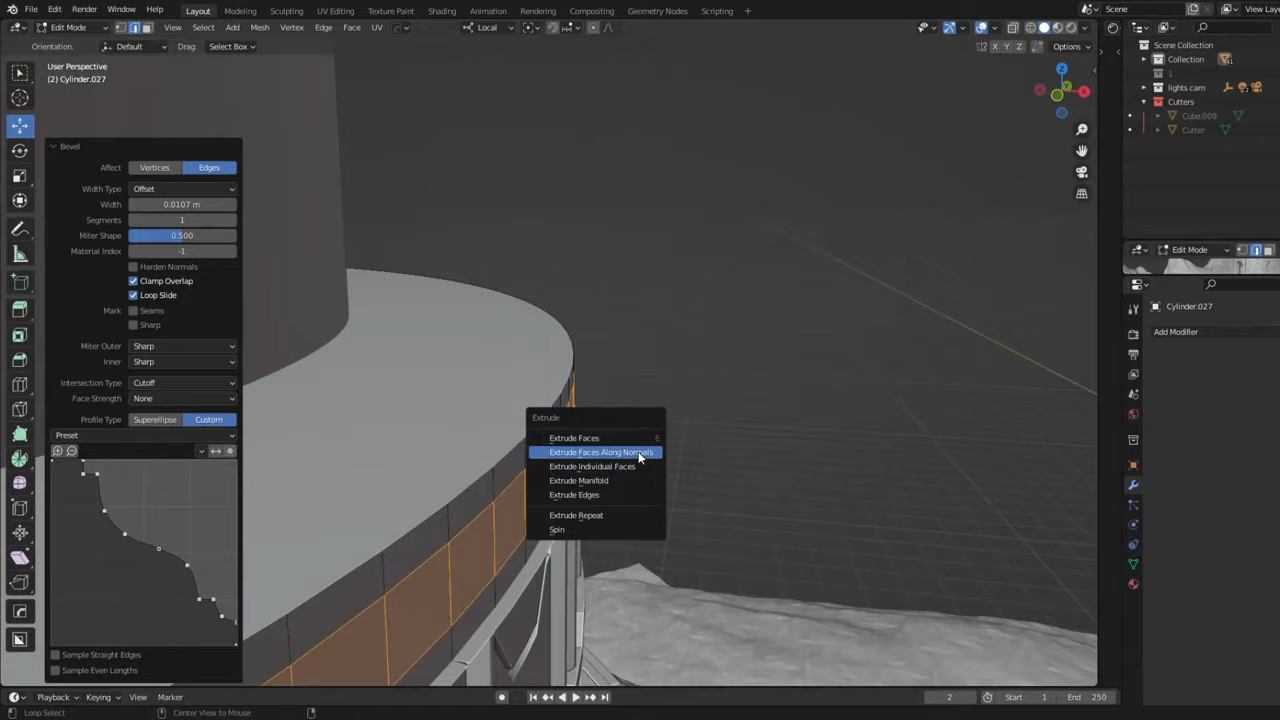 File Edit Render Window Help Layout Modeling Sculpting UV Editing Texture Paint Shading Animation Rendering Compositing Geometry Nodes Scripting Scene View Layer
Edit Mode View Select Add Mesh Vertex Edge Face UV Local
Orientation: Default Drag: Select Box X Y Z Options
Scene Collection
User Perspective
(2) Cylinder.027
Collection
1
lights cam
Cutters
Cube.009
Cutter
Bevel
Affect Vertices Edges
Width Type Offset
Width 0.0107 m
Segments 1
Miter Shape 0.500
Material Index -1
Harden Normals
Clamp Overlap
Loop Slide
Mark Seams
Sharp
Miter Outer Sharp
Inner Sharp
Intersection Type Cutoff
Face Strength None
Profile Type Superellipse Custom
Preset
Sample Straight Edges
Sample Even Lengths
Extrude
Extrude Faces E
Extrude Faces Along Normals
Extrude Individual Faces
Extrude Manifold
Extrude Edges
Extrude Repeat
Spin
Edit Mode
Cylinder.027
Add Modifier
Playback Keying View Marker 2 Start 1 End 250
Loop Select Center View to Mouse